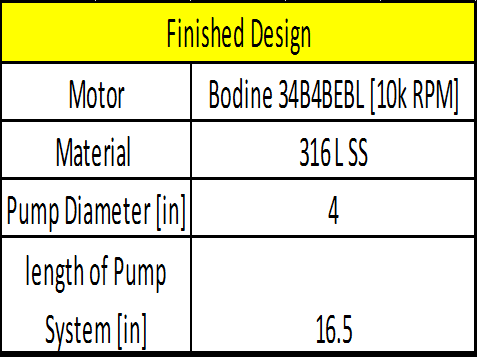 Finished Design
Motor Bodine 34B4BEBL [10k RPM]
Material 316 L SS
Pump Diameter [in] 4
length of Pump
System [in] 16.5